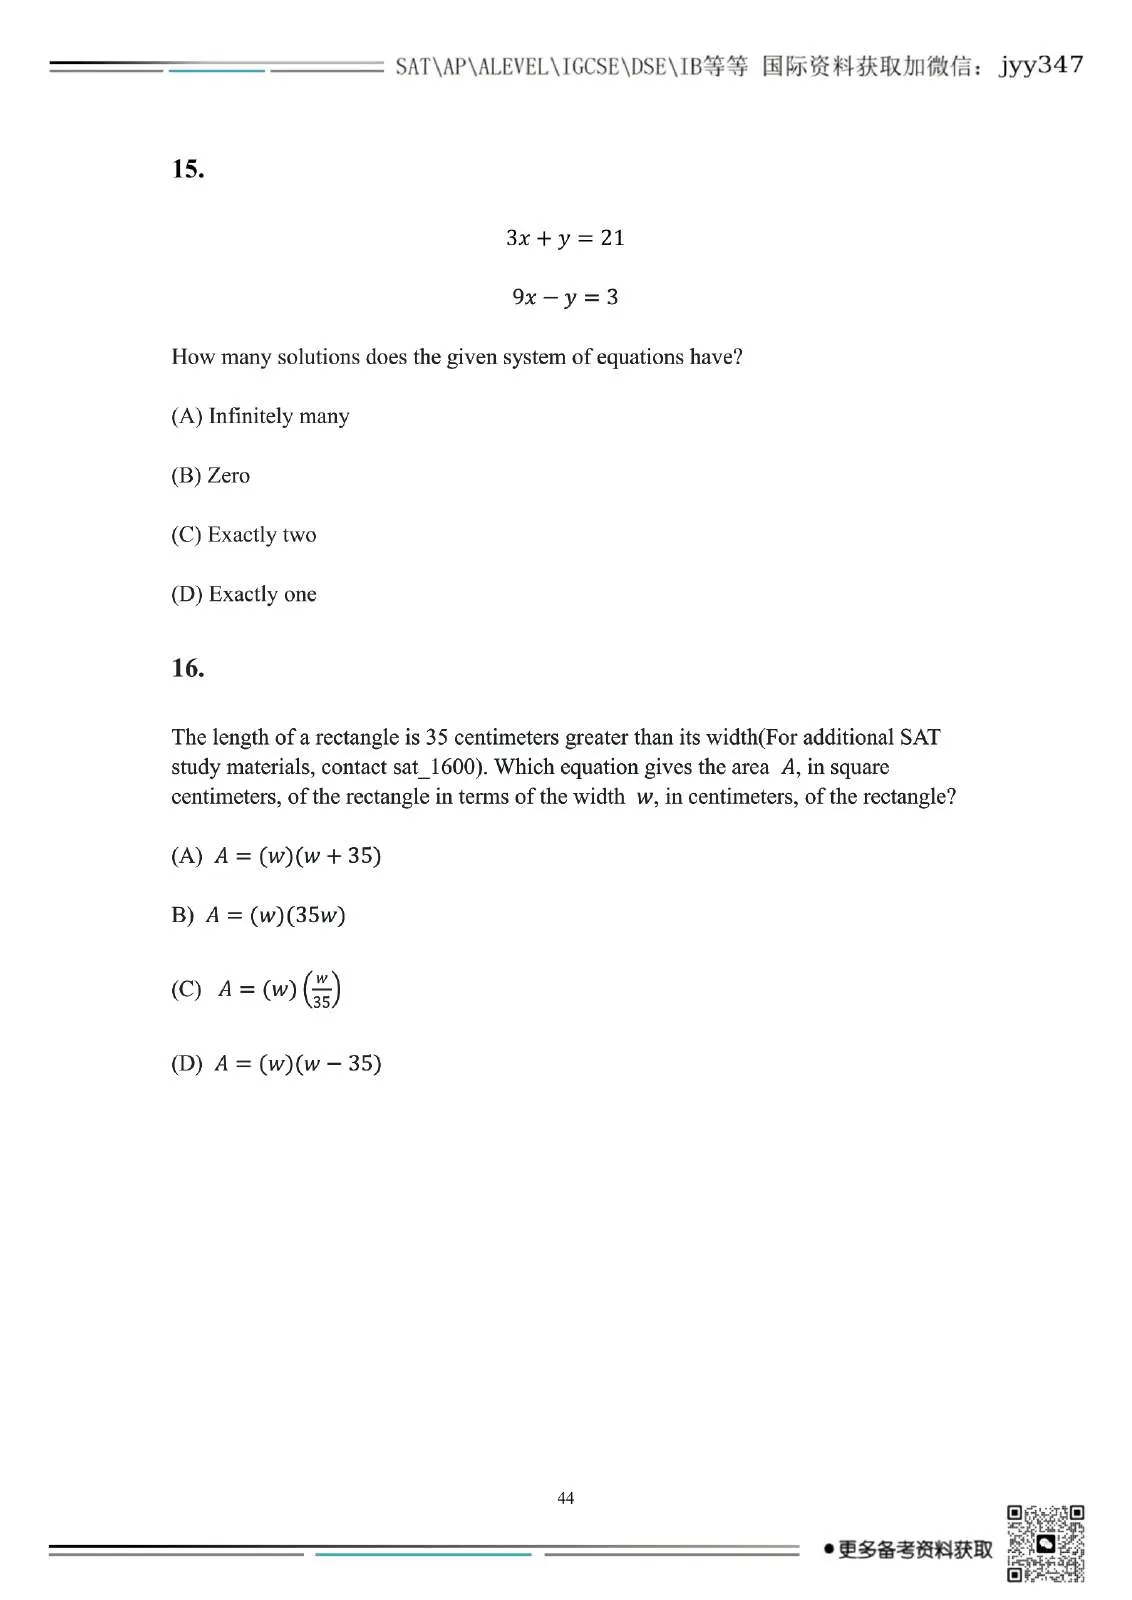 SAT\AP\ALEVEL\IGCSE\DSE\IB等等 国际资料获取加微信：jyy347
15.
3x + y = 21
9x − y = 3
How many solutions does the given system of equations have?
(A) Infinitely many
(B) Zero
(C) Exactly two
(D) Exactly one
16.
The length of a rectangle is 35 centimeters greater than its width(For additional SAT
study materials, contact sat_1600). Which equation gives the area A, in square
centimeters, of the rectangle in terms of the width w, in centimeters, of the rectangle?
(A) A = (w)(w + 35)
B) A = (w)(35w)
(C) A = (w)(w/35)
(D) A = (w)(w − 35)
44
●更多备考资料获取